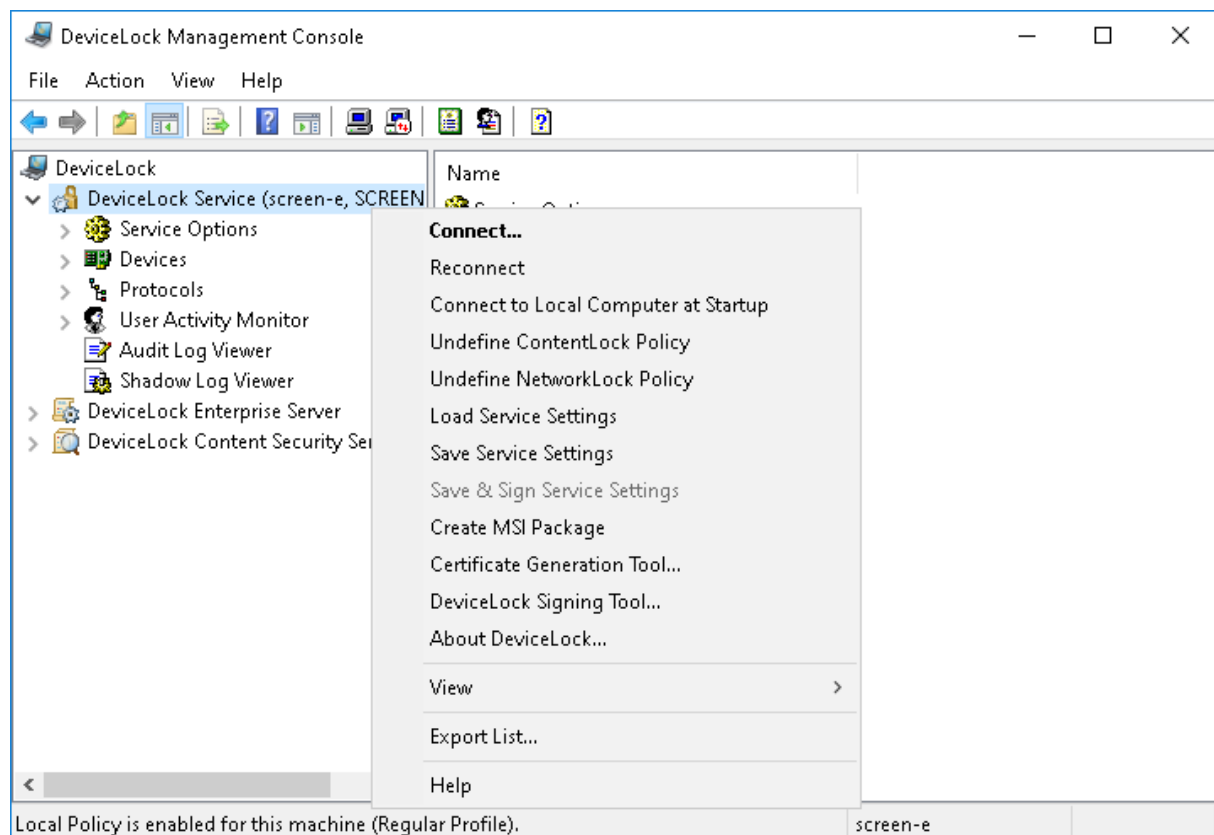 DeviceLock Management Console
File Action View Help
DeviceLock
Name
DeviceLock Service (screen-e, SCREEN
Service Options
Devices
Protocols
User Activity Monitor
Audit Log Viewer
Shadow Log Viewer
DeviceLock Enterprise Server
DeviceLock Content Security Ser
Connect...
Reconnect
Connect to Local Computer at Startup
Undefine ContentLock Policy
Undefine NetworkLock Policy
Load Service Settings
Save Service Settings
Save & Sign Service Settings
Create MSI Package
Certificate Generation Tool...
DeviceLock Signing Tool...
About DeviceLock...
View
Export List...
Help
Local Policy is enabled for this machine (Regular Profile).
screen-e